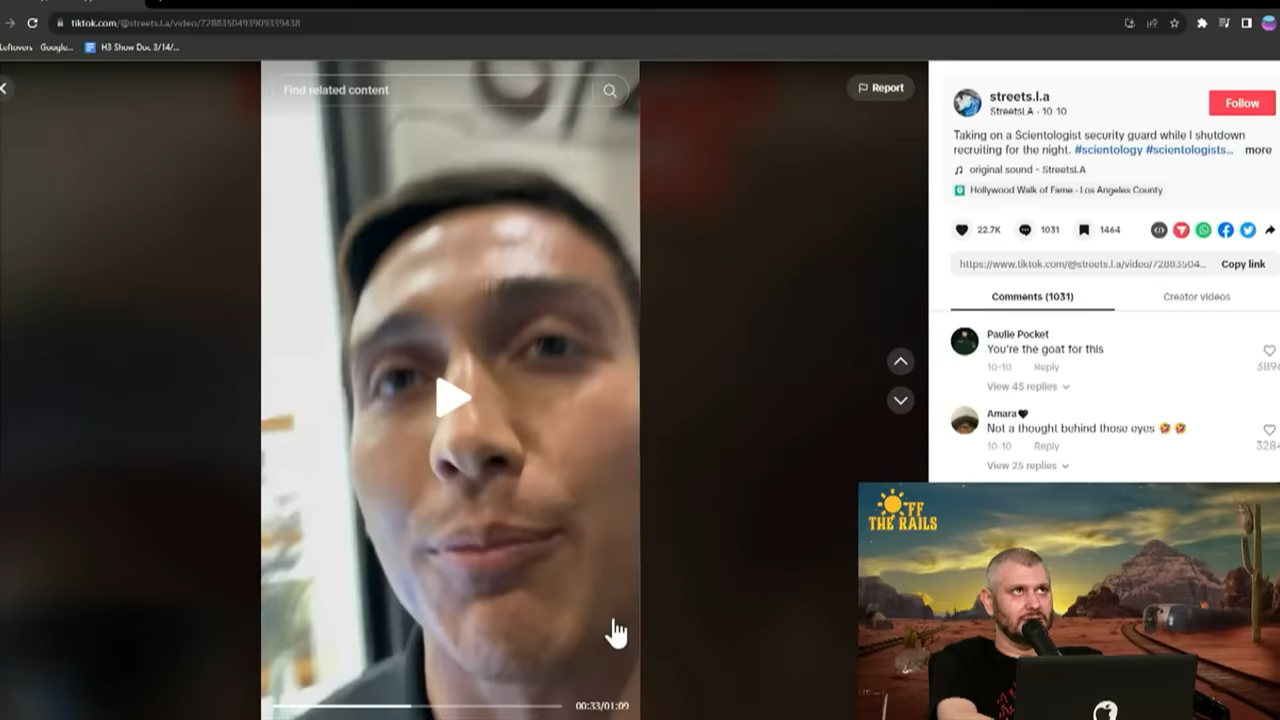 tiktok.com/@streets.l.a/video/7288350493909339438
Leftovers Google... H3 Show Doc 3/14/...
Find related content
Report
streets.l.a
StreetsLA · 10-10
Follow
Taking on a Scientologist security guard while I shutdown
recruiting for the night. #scientology #scientologists... more
original sound - StreetsLA
Hollywood Walk of Fame · Los Angeles County
22.7K 1031 1464
https://www.tiktok.com/@streets.l.a/video/72883504... Copy link
Comments (1031) Creator videos
Paulie Pocket
You're the goat for this
10-10 Reply
3896
View 45 replies
Amara🖤
Not a thought behind those eyes 🤣 🤣
10-10 Reply
3284
View 25 replies
OFF
THE RAILS
00:33/01:09